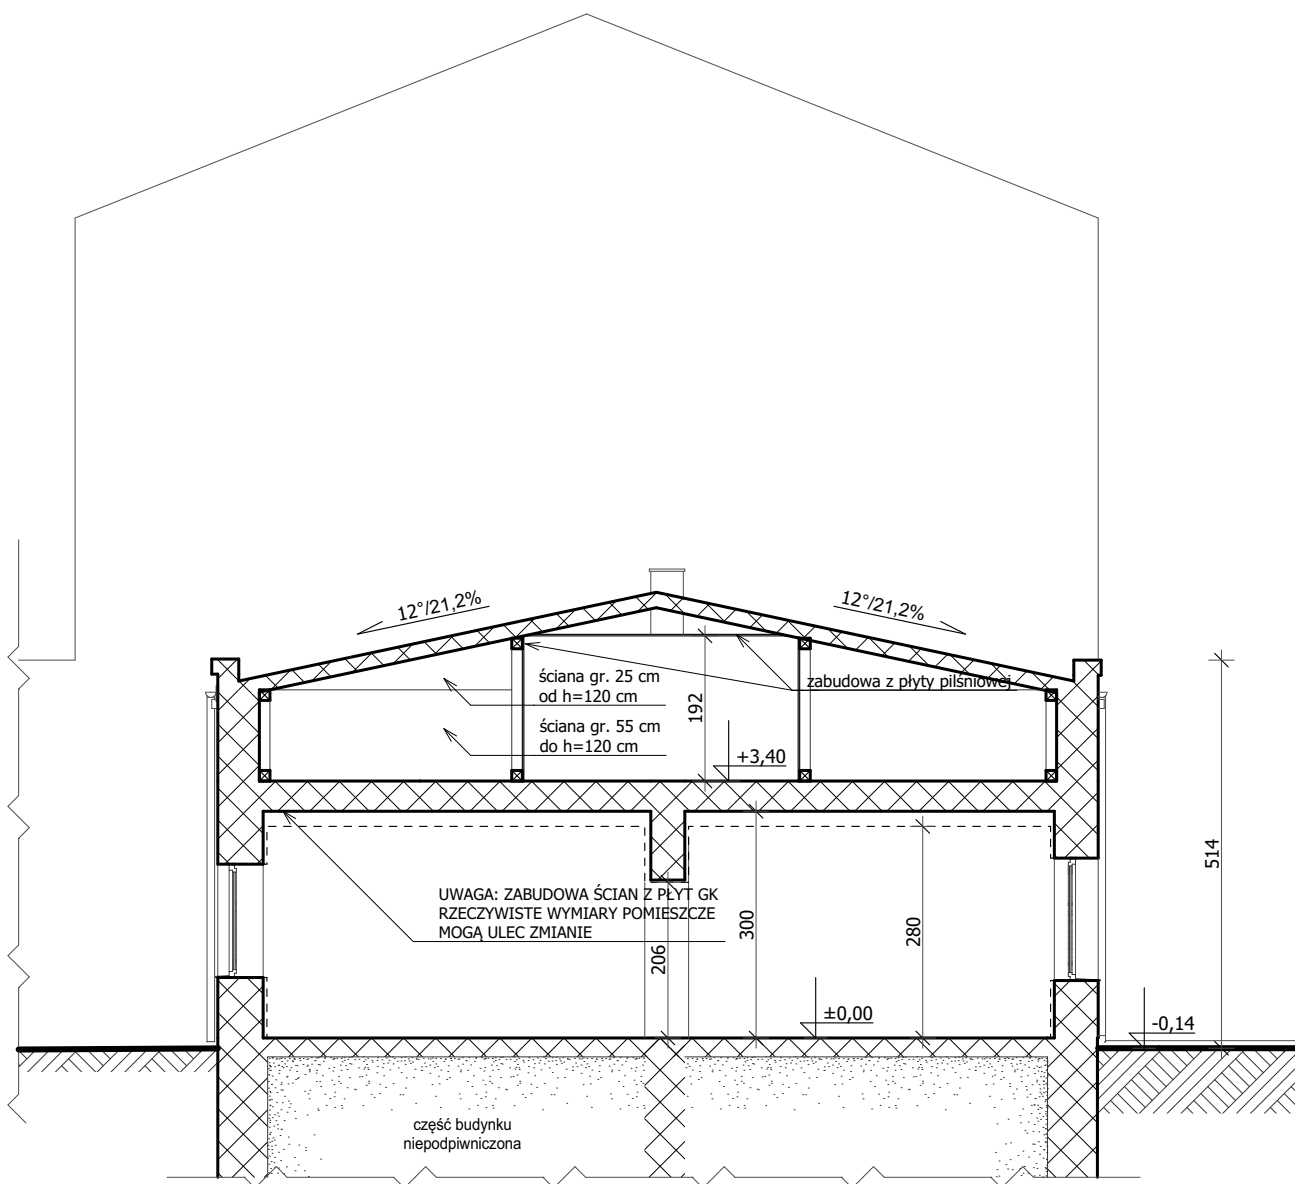 12°/21,2%
12°/21,2%
ściana gr. 25 cm
od h=120 cm
zabudowa z płyty pilśniowej
192
ściana gr. 55 cm
do h=120 cm
+3,40
514
UWAGA: ZABUDOWA ŚCIAN Z PŁYT GK
RZECZYWISTE WYMIARY POMIESZCZE
MOGĄ ULEC ZMIANIE
206
300
280
±0,00
-0,14
część budynku
niepodpiwniczona